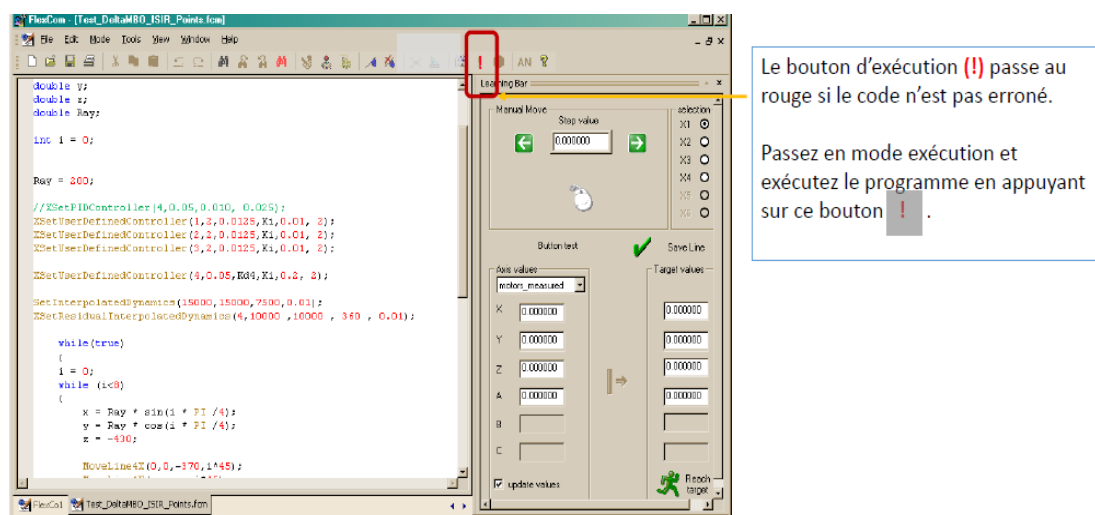 FlexCom - [Test_DeltaMBO_ISIR_Points.fcm]
File Edit Mode Tools View Window Help
AN
double y;
double z;
double Ray;
int i = 0;
Ray = 200;
//XSetPIDController(4,0.05,0.010, 0.025);
XSetUserDefinedController(1,2,0.0125,Ki,0.01, 2);
XSetUserDefinedController(2,2,0.0125,Ki,0.01, 2);
XSetUserDefinedController(3,2,0.0125,Ki,0.01, 2);
XSetUserDefinedController(4,0.05,Kd4,Ki,0.2, 2);
SetInterpolatedDynamics(15000,15000,7500,0.01);
XSetResidualInterpolatedDynamics(4,10000 ,10000 , 360 , 0.01);
while(true)
{
i = 0;
while (i<8)
{
x = Ray * sin(i * PI /4);
y = Ray * cos(i * PI /4);
z = -430;
MoveLine4X(0,0,-370,i*45);
FlexCo1 Test_DeltaMBO_ISIR_Points.fcm
Learning Bar
Manual Move
Step value
0.000000
selection
X1
X2
X3
X4
X5
X6
Button test
Save Line
Axis values
Target values
motors_measured
X 0.000000 0.000000
Y 0.000000 0.000000
Z 0.000000 0.000000
A 0.000000 0.000000
B
C
update values
Reach target
Le bouton d'exécution (!) passe au
rouge si le code n'est pas erroné.
Passez en mode exécution et
exécutez le programme en appuyant
sur ce bouton ! .